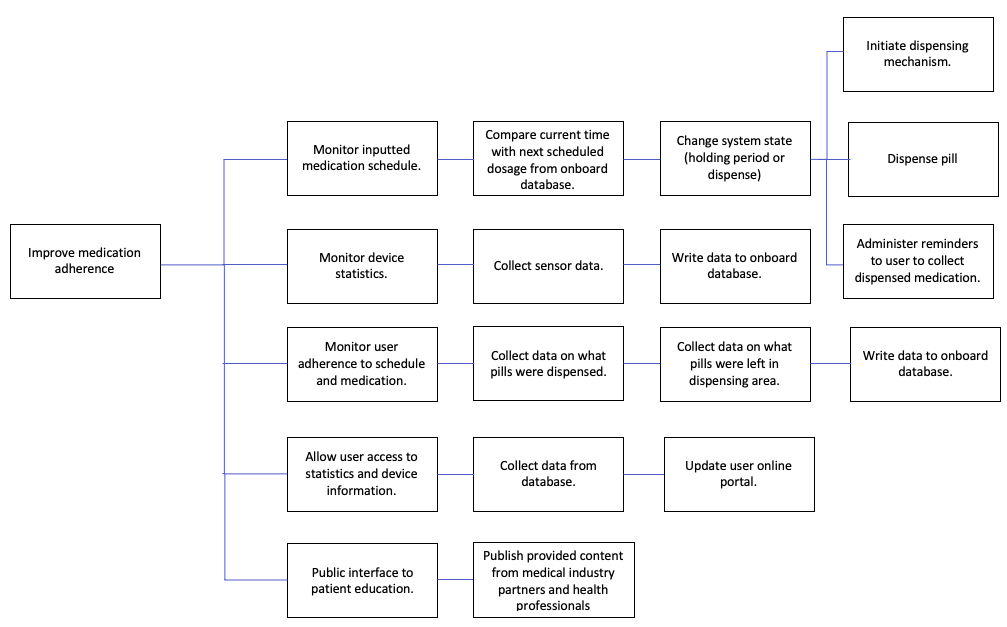 Initiate dispensing
mechanism.
Monitor inputted
medication schedule.
Compare current time
with next scheduled
dosage from onboard
database.
Change system state
(holding period or
dispense)
Dispense pill
Improve medication
adherence
Monitor device
statistics.
Collect sensor data.
Write data to onboard
database.
Administer reminders
to user to collect
dispensed medication.
Monitor user
adherence to schedule
and medication.
Collect data on what
pills were dispensed.
Collect data on what
pills were left in
dispensing area.
Write data to onboard
database.
Allow user access to
statistics and device
information.
Collect data from
database.
Update user online
portal.
Public interface to
patient education.
Publish provided content
from medical industry
partners and health
professionals